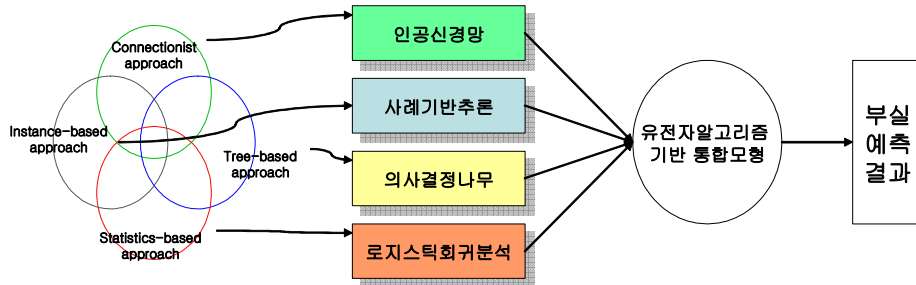 Connectionist
approach
Instance-based
approach
Tree-based
approach
Statistics-based
approach
인공신경망
사례기반추론
의사결정나무
로지스틱회귀분석
유전자알고리즘
기반 통합모형
부실
예측
결과